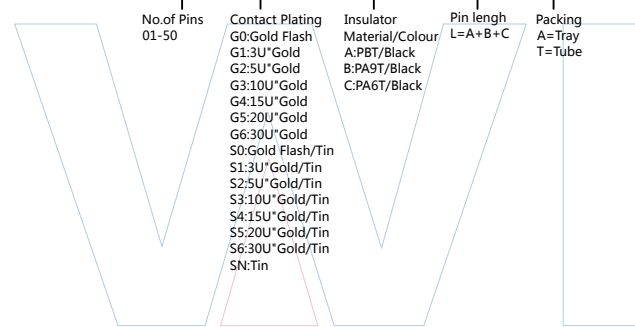 No.of Pins
01-50
Contact Plating
G0:Gold Flash
G1:3U"Gold
G2:5U"Gold
G3:10U"Gold
G4:15U"Gold
G5:20U"Gold
G6:30U"Gold
S0:Gold Flash/Tin
S1:3U"Gold/Tin
S2:5U"Gold/Tin
S3:10U"Gold/Tin
S4:15U"Gold/Tin
S5:20U"Gold/Tin
S6:30U"Gold/Tin
SN:Tin
Insulator
Material/Colour
A:PBT/Black
B:PA9T/Black
C:PA6T/Black
Pin lengh
L=A+B+C
Packing
A=Tray
T=Tube